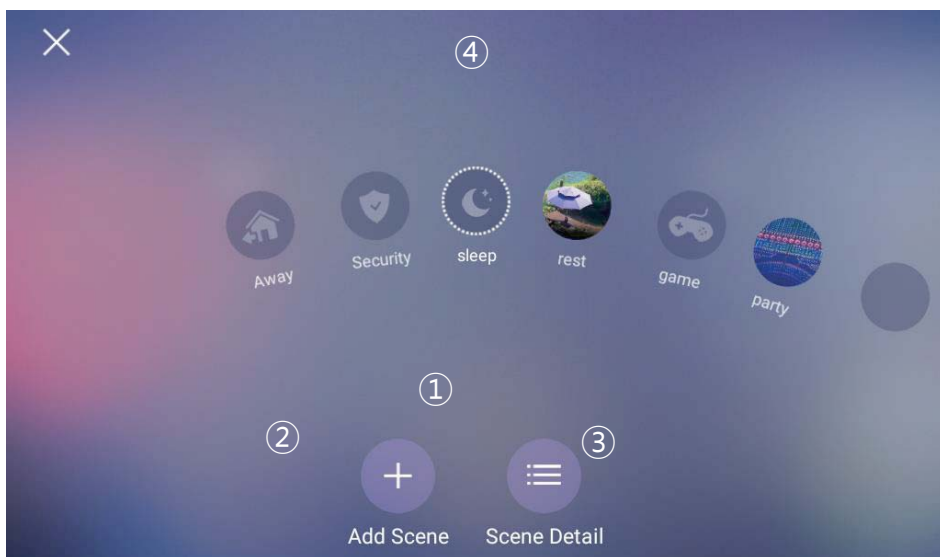 ④
Away
Security
sleep
rest
game
party
①
②
③
Add Scene
Scene Detail